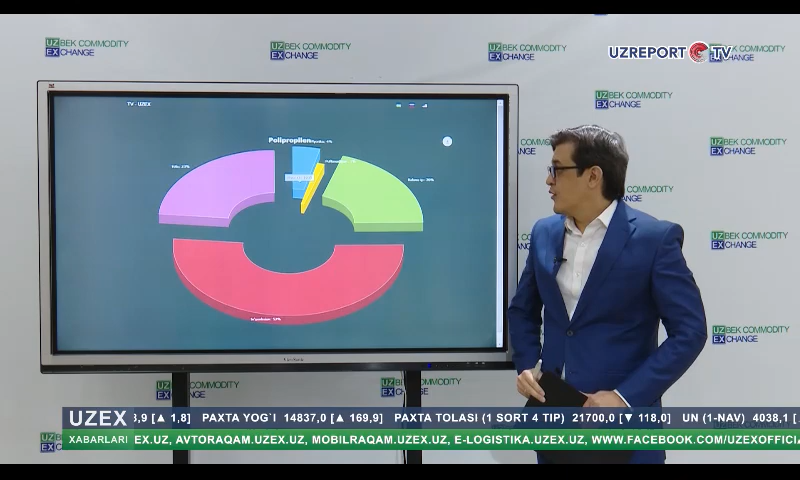 UZBEK COMMODITY
EXCHANGE
UZBEK COMMODITY
EXCHANGE
UZBEK COMMODITY
EXCHANGE
UZREPORT TV
UZBEK COMMODITY
EXCHANGE
UZBEK COMMODITY
EXCHANGE
UZBEK COMMODITY
EXCHANGE
UZBEK COMMODITY
EXCHANGE
TV - UZEX
Polipropilen
UZBEK COMMODITY
EXCHANGE
UZBEK COMMODITY
EXCHANGE
UZEX
,9 [▲ 1,8] PAXTA YOG`I 14837,0 [▲ 169,9] PAXTA TOLASI (1 SORT 4 TIP) 21700,0 [▼ 118,0] UN (1-NAV) 4038,1 [
XABARLARI
EX.UZ, AVTORAQAM.UZEX.UZ, MOBILRAQAM.UZEX.UZ, E-LOGISTIKA.UZEX.UZ, WWW.FACEBOOK.COM/UZEXOFFICI